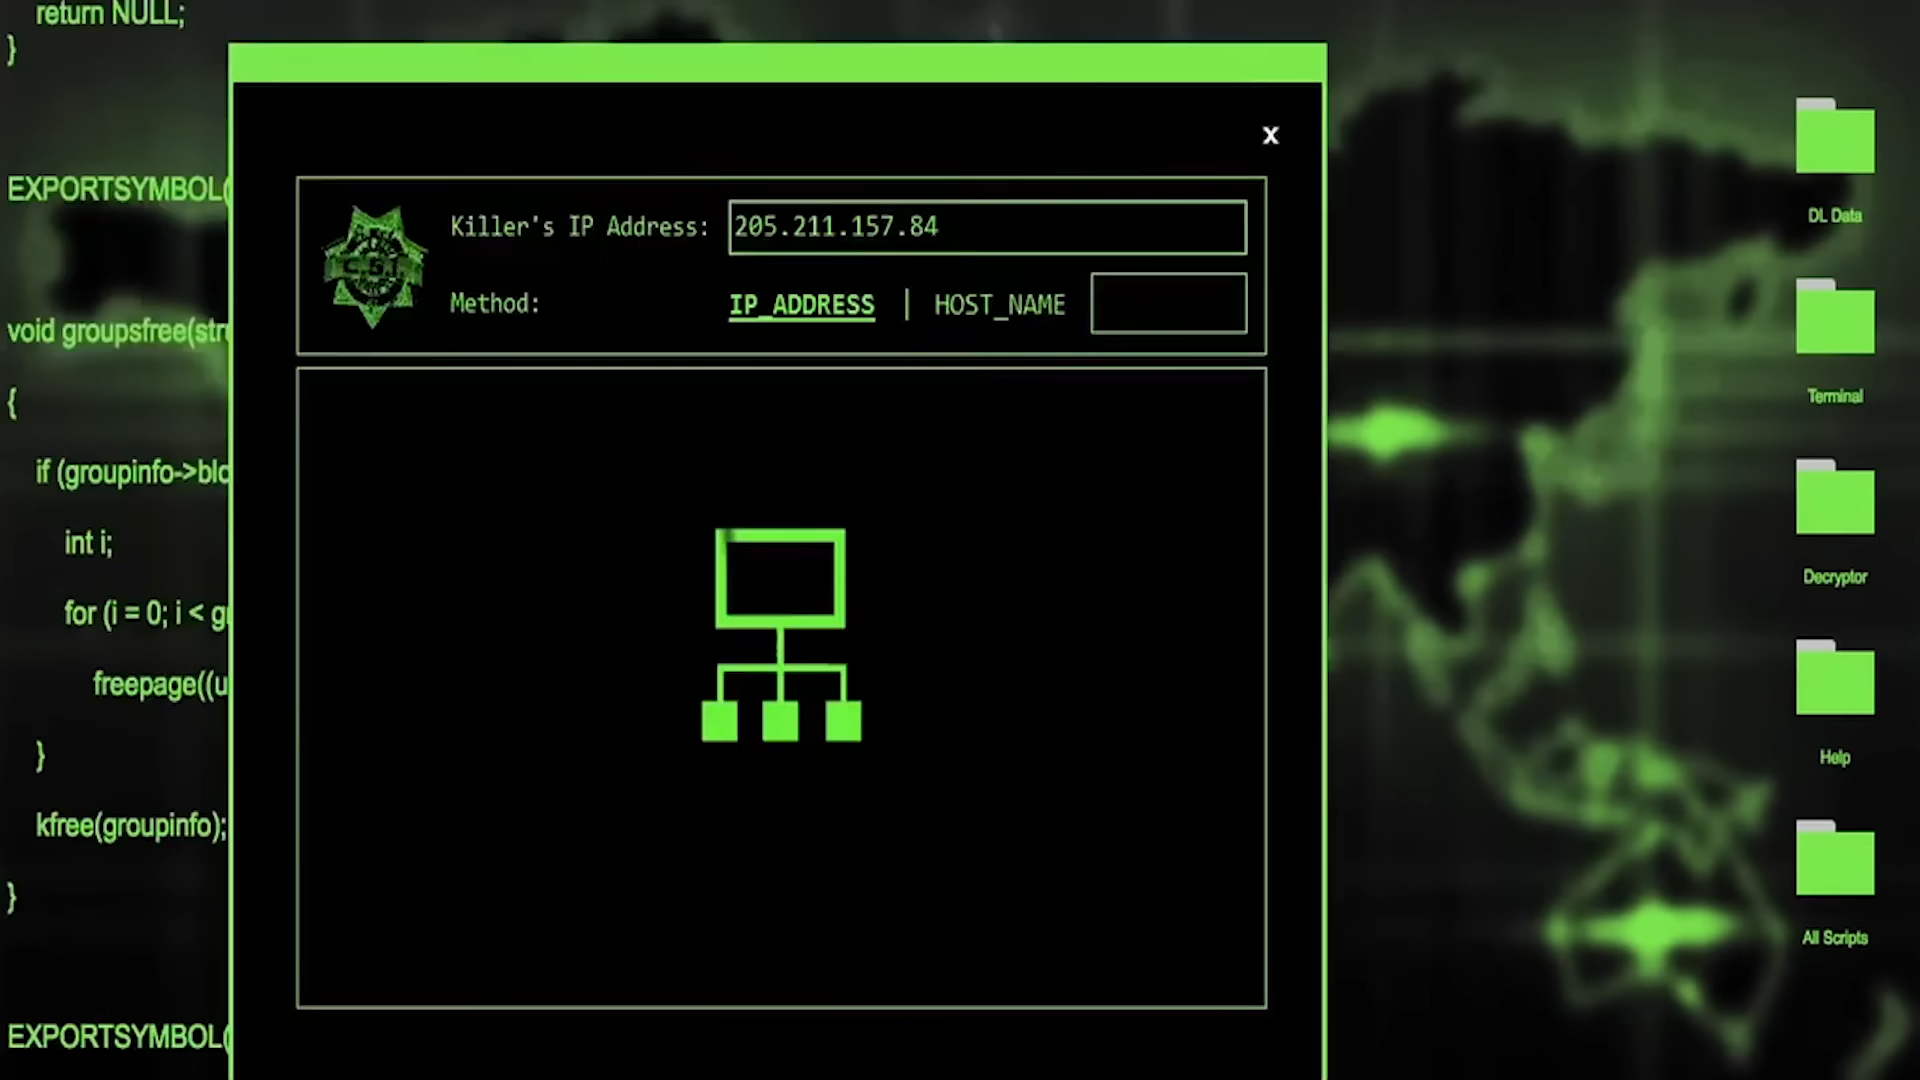 return NULL;
}
EXPORTSYMBOL(
void groupsfree(str
{
if (groupinfo->blo
int i;
for (i = 0; i < g
freepage((u
}
kfree(groupinfo);
}
EXPORTSYMBOL(
x
C.S.I.
Killer's IP Address: 205.211.157.84
Method: IP_ADDRESS | HOST_NAME
DL Data
Terminal
Decryptor
Help
All Scripts